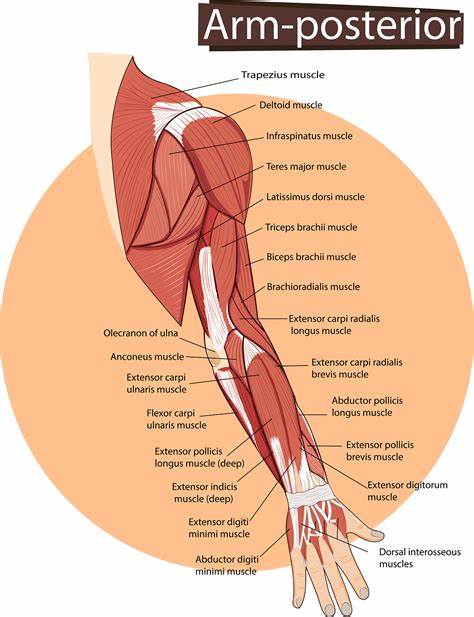 Arm-posterior
Trapezius muscle
Deltoid muscle
Infraspinatus muscle
Teres major muscle
Latissimus dorsi muscle
Triceps brachii muscle
Biceps brachii muscle
Brachioradialis muscle
Extensor carpi radialis
longus muscle
Olecranon of ulna
Anconeus muscle
Extensor carpi radialis
brevis muscle
Extensor carpi
ulnaris muscle
Abductor pollicis
longus muscle
Flexor carpi
ulnaris muscle
Extensor pollicis
brevis muscle
Extensor pollicis
longus muscle (deep)
Extensor digitorum
muscle
Extensor indicis
muscle (deep)
Extensor digiti
minimi muscle
Dorsal interosseous
muscles
Abductor digiti
minimi muscle